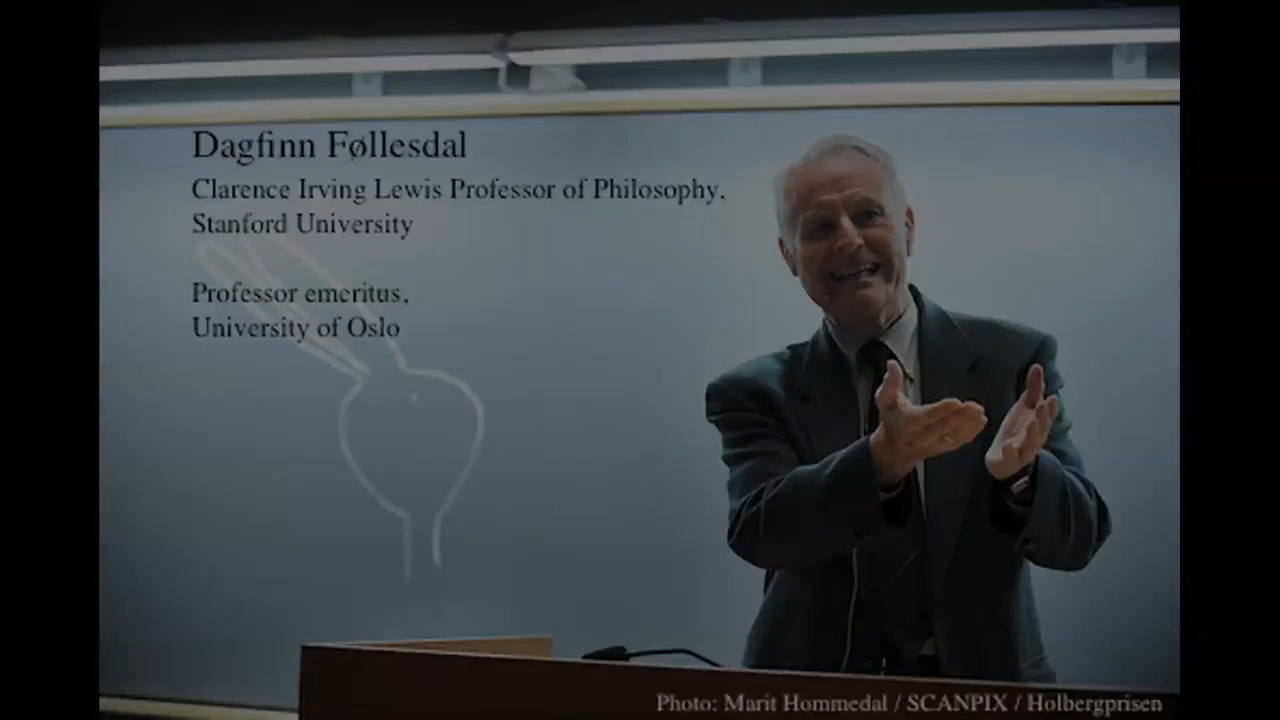 Dagfinn Føllesdal
Clarence Irving Lewis Professor of Philosophy,
Stanford University
Professor emeritus,
University of Oslo
Photo: Marit Hommedal / SCANPIX / Holbergprisen